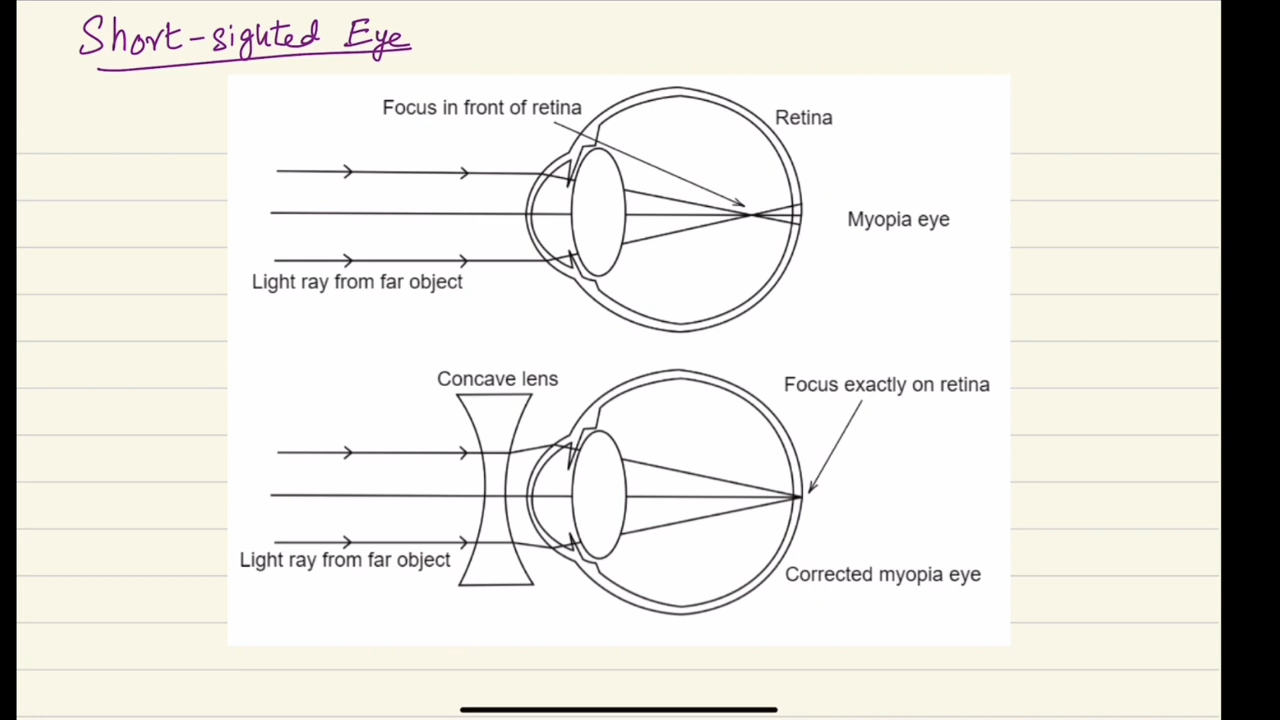 Short-sighted Eye
Focus in front of retina
Retina
Myopia eye
Light ray from far object
Concave lens
Focus exactly on retina
Light ray from far object
Corrected myopia eye